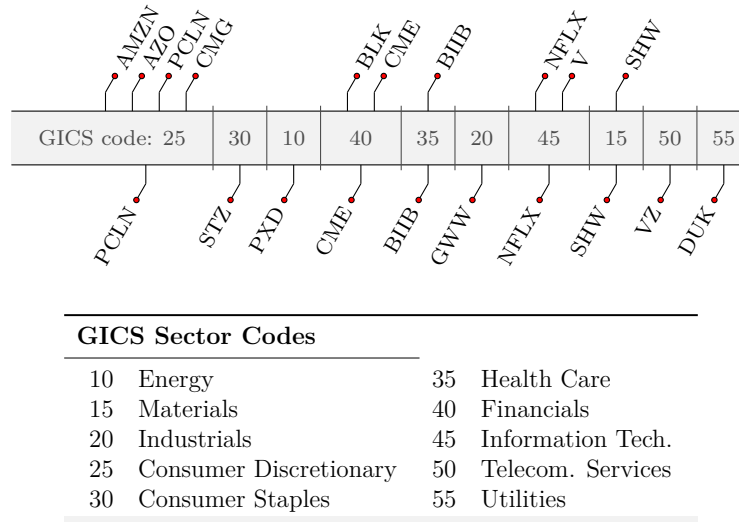 AMZN AZO PCLN CMG BLK CME BIIB NFLX V SHW
GICS code: 25 30 10 40 35 20 45 15 50 55
PCLN STZ PXD CME BIIB GWW NFLX SHW VZ DUK
GICS Sector Codes
10 Energy 35 Health Care
15 Materials 40 Financials
20 Industrials 45 Information Tech.
25 Consumer Discretionary 50 Telecom. Services
30 Consumer Staples 55 Utilities